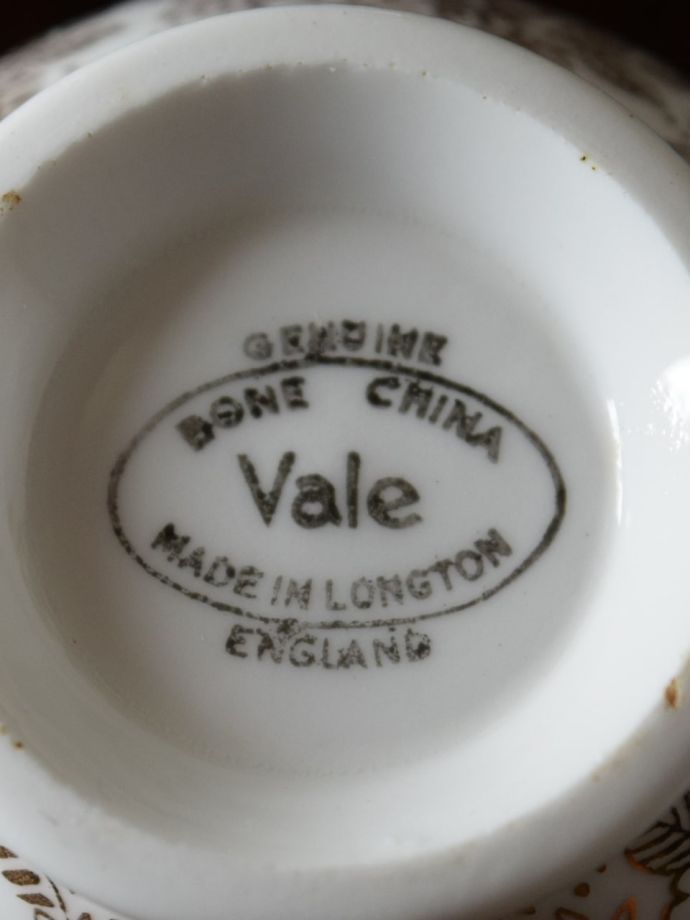 GENUINE
BONE CHINA
Vale
MADE IN LONGTON
ENGLAND